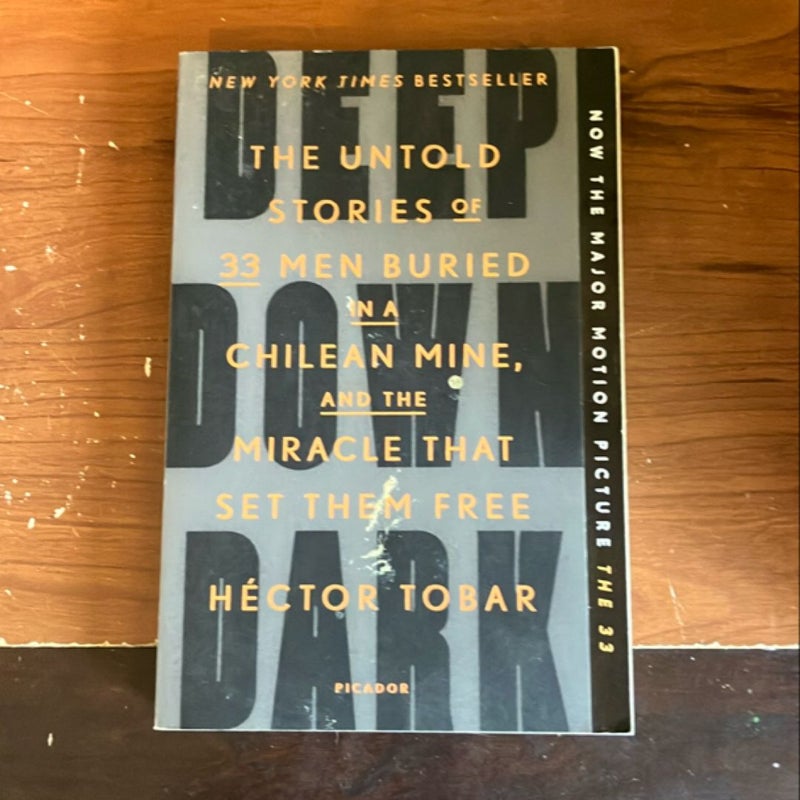 NEW YORK TIMES BESTSELLER
DEEP
THE UNTOLD
STORIES OF
33 MEN BURIED
DOWN
IN A
CHILEAN MINE,
AND THE
MIRACLE THAT
SET THEM FREE
DARK
HÉCTOR TOBAR
PICADOR
NOW THE MAJOR MOTION PICTURE THE 33